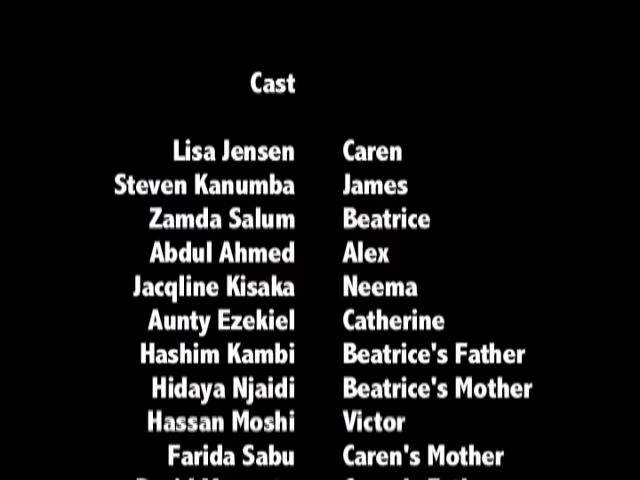 Cast
Lisa Jensen Caren
Steven Kanumba James
Zamda Salum Beatrice
Abdul Ahmed Alex
Jacqline Kisaka Neema
Aunty Ezekiel Catherine
Hashim Kambi Beatrice's Father
Hidaya Njaidi Beatrice's Mother
Hassan Moshi Victor
Farida Sabu Caren's Mother